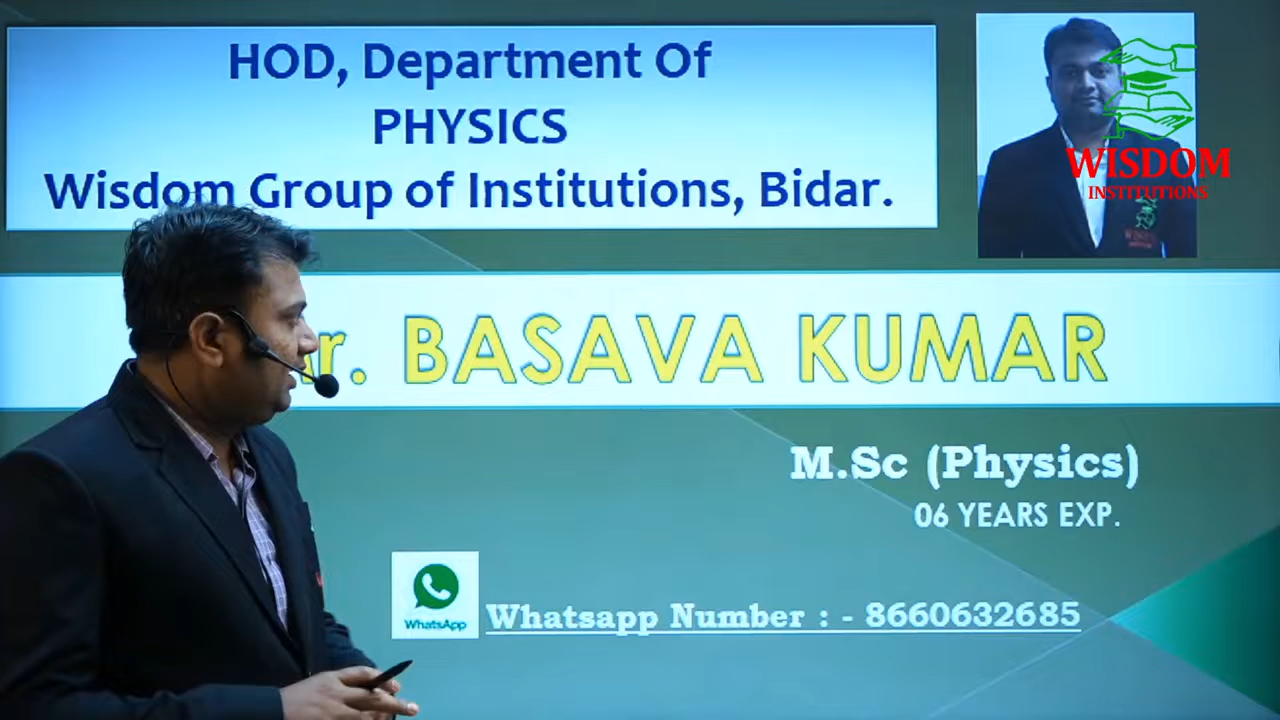 HOD, Department Of
PHYSICS
Wisdom Group of Institutions, Bidar.
WISDOM
INSTITUTIONS
r. BASAVA KUMAR
M.Sc (Physics)
06 YEARS EXP.
WhatsApp
Whatsapp Number : - 8660632685